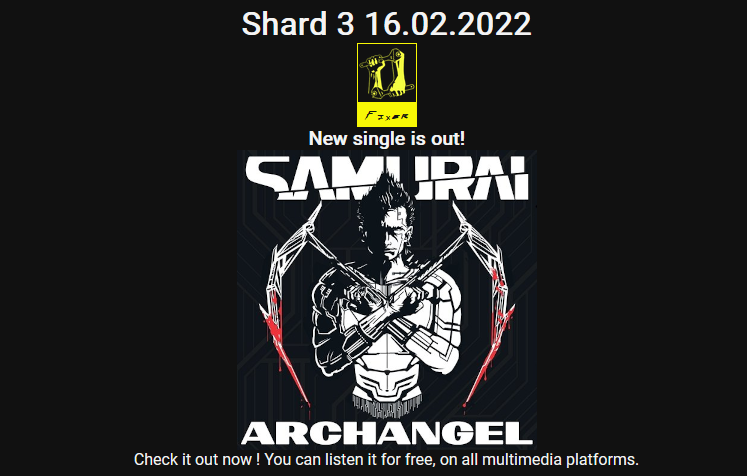 Shard 3 16.02.2022
Fixer
New single is out!
SAMURAI
ARCHANGEL
Check it out now ! You can listen it for free, on all multimedia platforms.